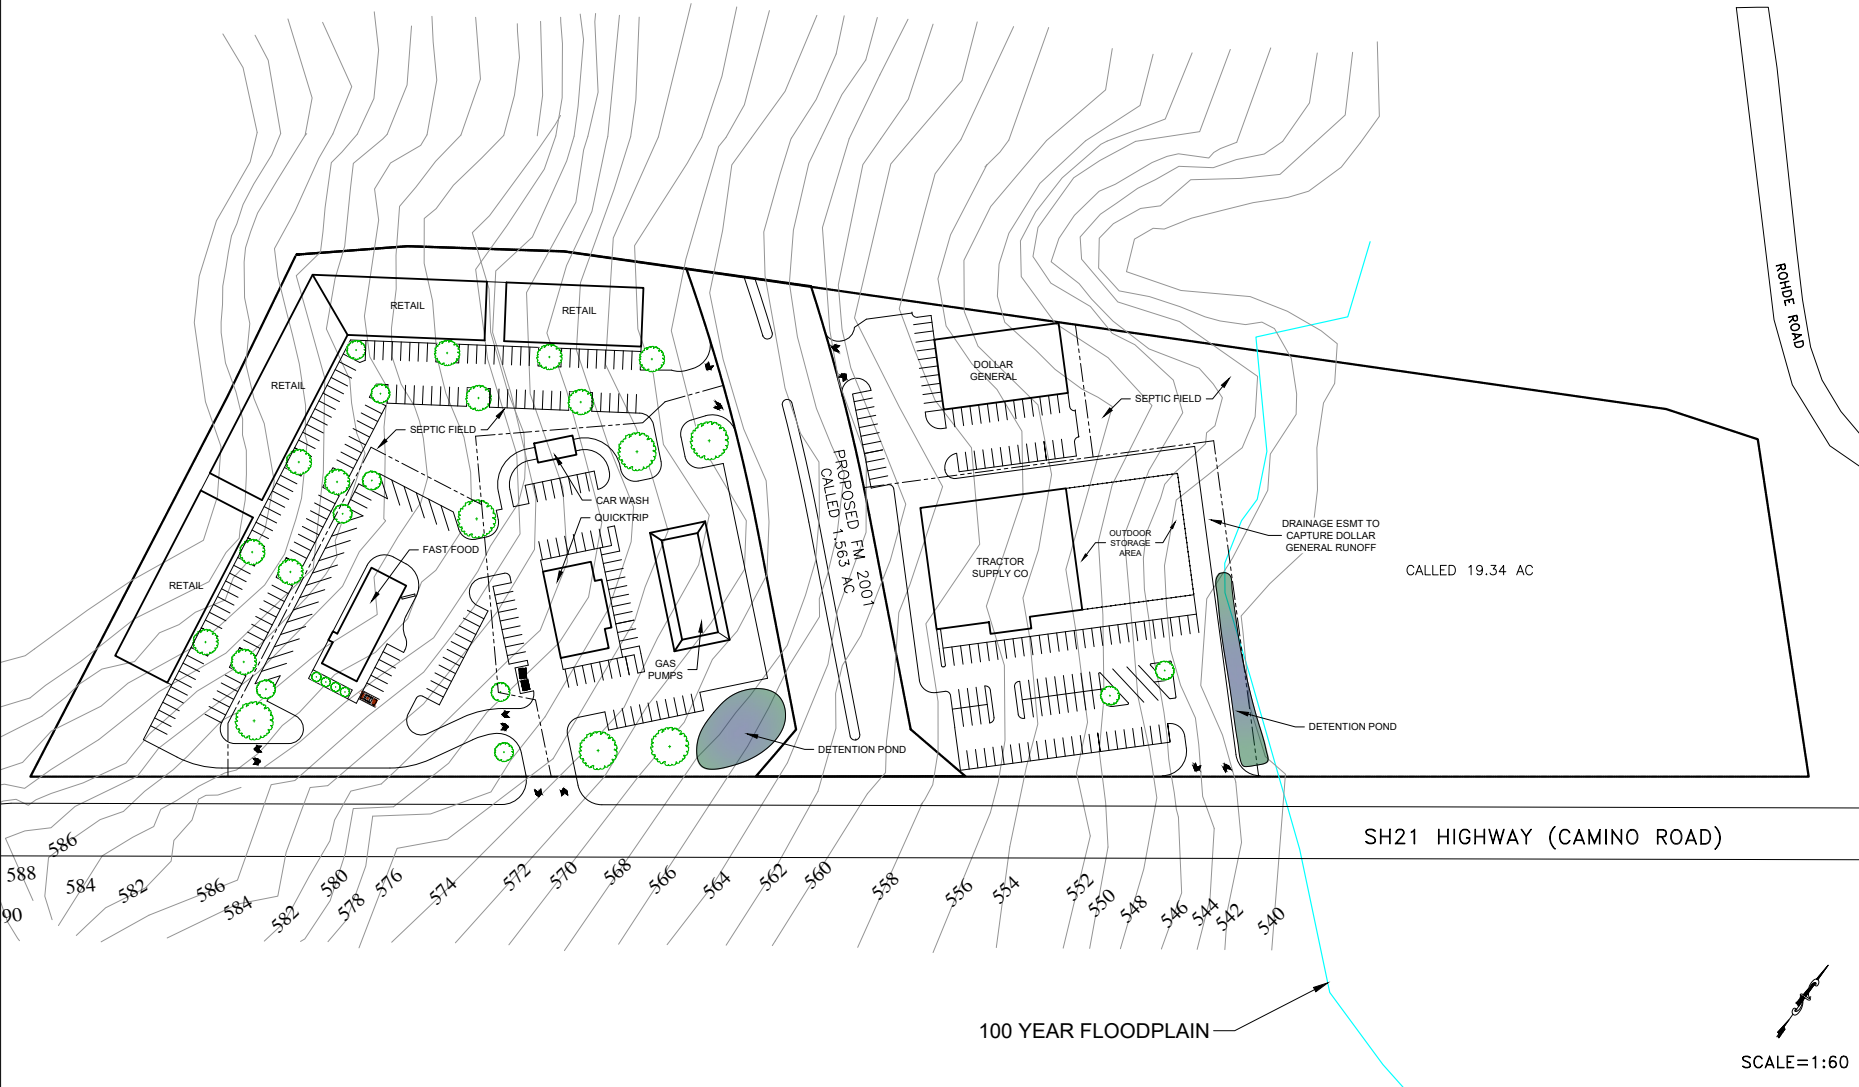 ROHDE ROAD
RETAIL
RETAIL
RETAIL
RETAIL
SEPTIC FIELD
CAR WASH
QUICKTRIP
FAST FOOD
GAS
PUMPS
DETENTION POND
PROPOSED FM 2001
CALLED 1.563 AC
DOLLAR
GENERAL
SEPTIC FIELD
OUTDOOR
STORAGE
AREA
TRACTOR
SUPPLY CO
DRAINAGE ESMT TO
CAPTURE DOLLAR
GENERAL RUNOFF
CALLED 19.34 AC
DETENTION POND
SH21 HIGHWAY (CAMINO ROAD)
586
588
584
582
586
584
582
580
578
576
574
572
570
568
566
564
562
560
558
556
554
552
550
548
546
544
542
540
90
100 YEAR FLOODPLAIN
SCALE=1:60